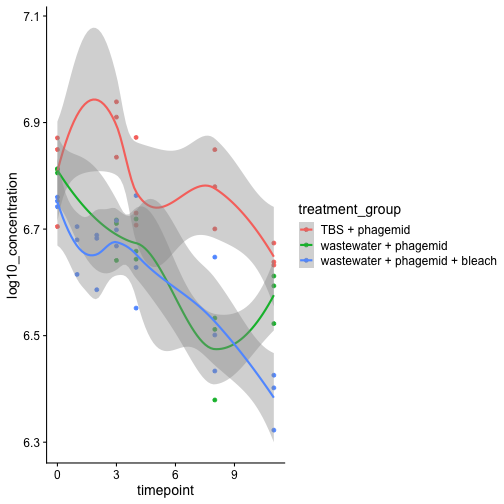 7.1
6.9
6.7
6.5
6.3
log10_concentration
0 3 6 9
timepoint
treatment_group
TBS + phagemid
wastewater + phagemid
wastewater + phagemid + bleach